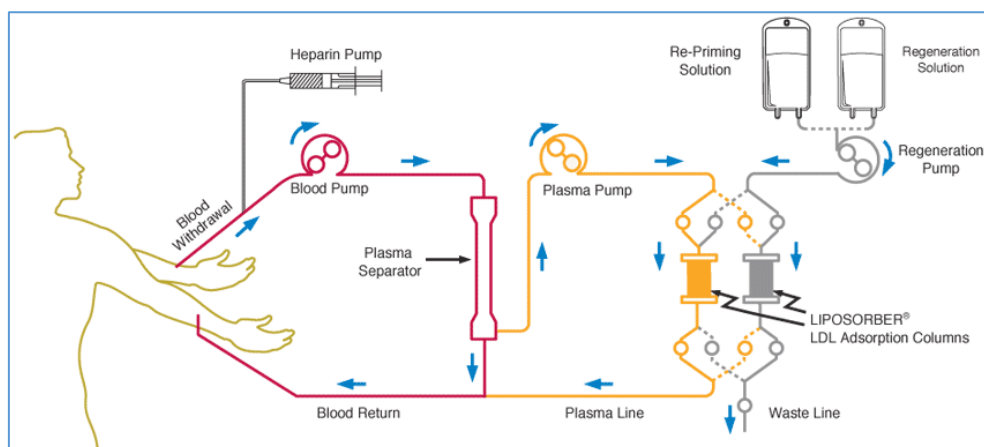 Heparin Pump
Re-Priming
Solution
Regeneration
Solution
Blood Pump
Plasma Pump
Regeneration
Pump
Blood
Withdrawal
Plasma
Separator
LIPOSORBER®
LDL Adsorption Columns
Blood Return
Plasma Line
Waste Line